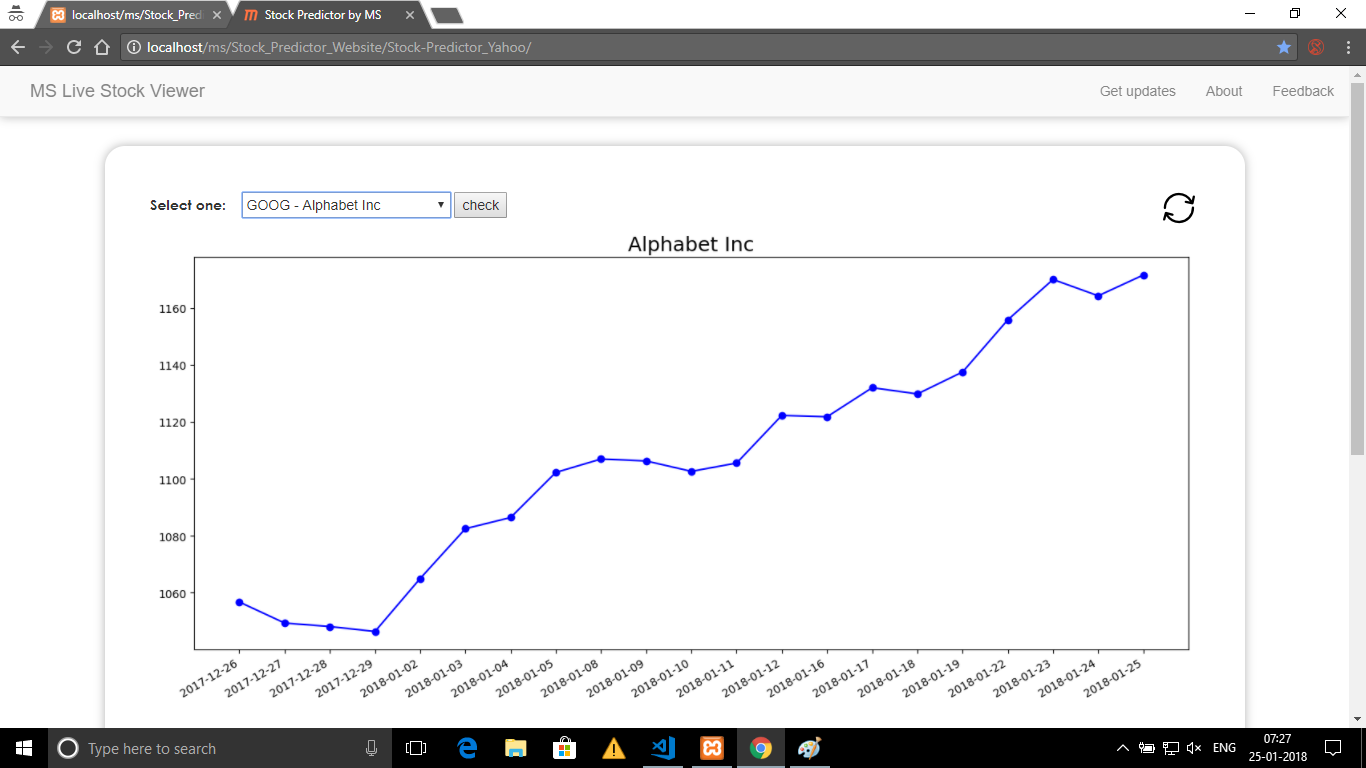 localhost/ms/Stock_Pred
Stock Predictor by MS
localhost/ms/Stock_Predictor_Website/Stock-Predictor_Yahoo/
MS Live Stock Viewer
Get updates
About
Feedback
Select one:
GOOG - Alphabet Inc
check
Alphabet Inc
1160
1140
1120
1100
1080
1060
2017-12-26
2017-12-27
2017-12-28
2017-12-29
2018-01-02
2018-01-03
2018-01-04
2018-01-05
2018-01-08
2018-01-09
2018-01-10
2018-01-11
2018-01-12
2018-01-16
2018-01-17
2018-01-18
2018-01-19
2018-01-22
2018-01-23
2018-01-24
2018-01-25
Type here to search
ENG
07:27
25-01-2018